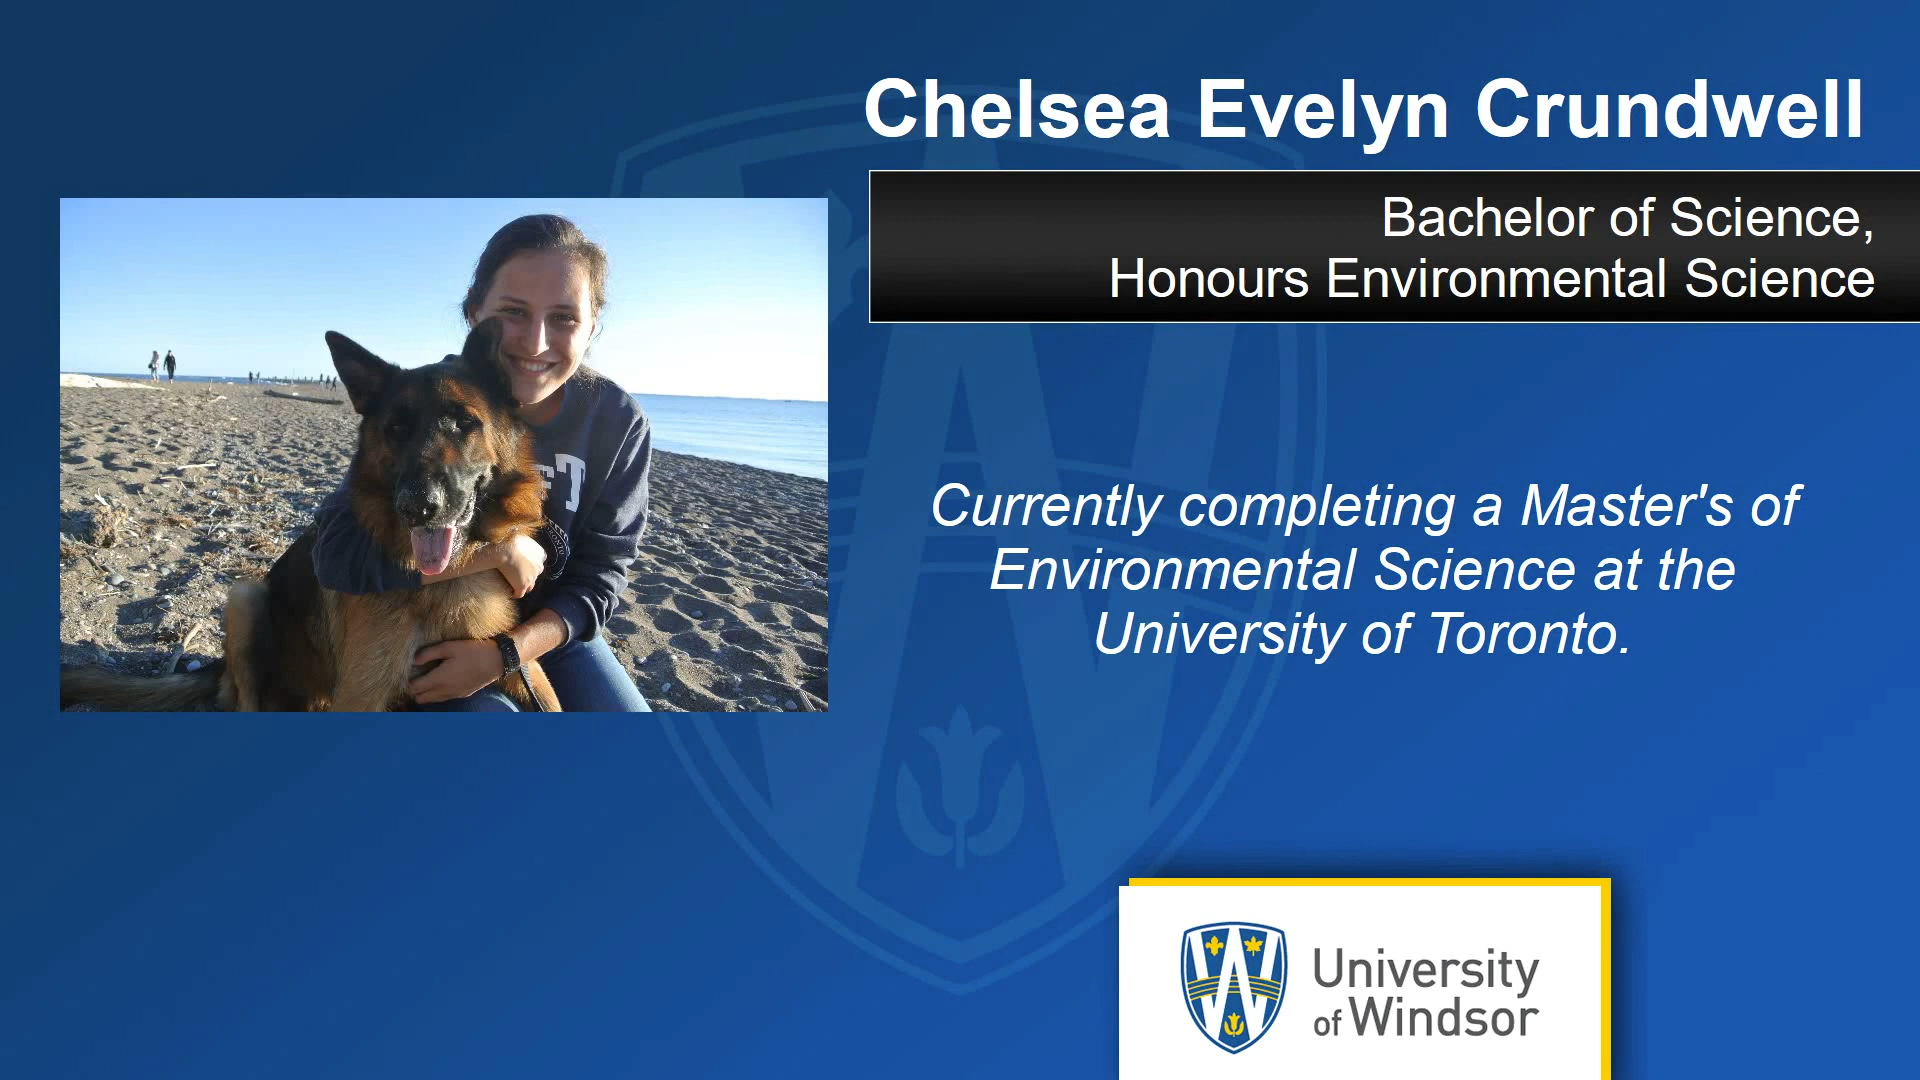 Chelsea Evelyn Crundwell
Bachelor of Science,
Honours Environmental Science
Currently completing a Master's of
Environmental Science at the
University of Toronto.
University
of Windsor